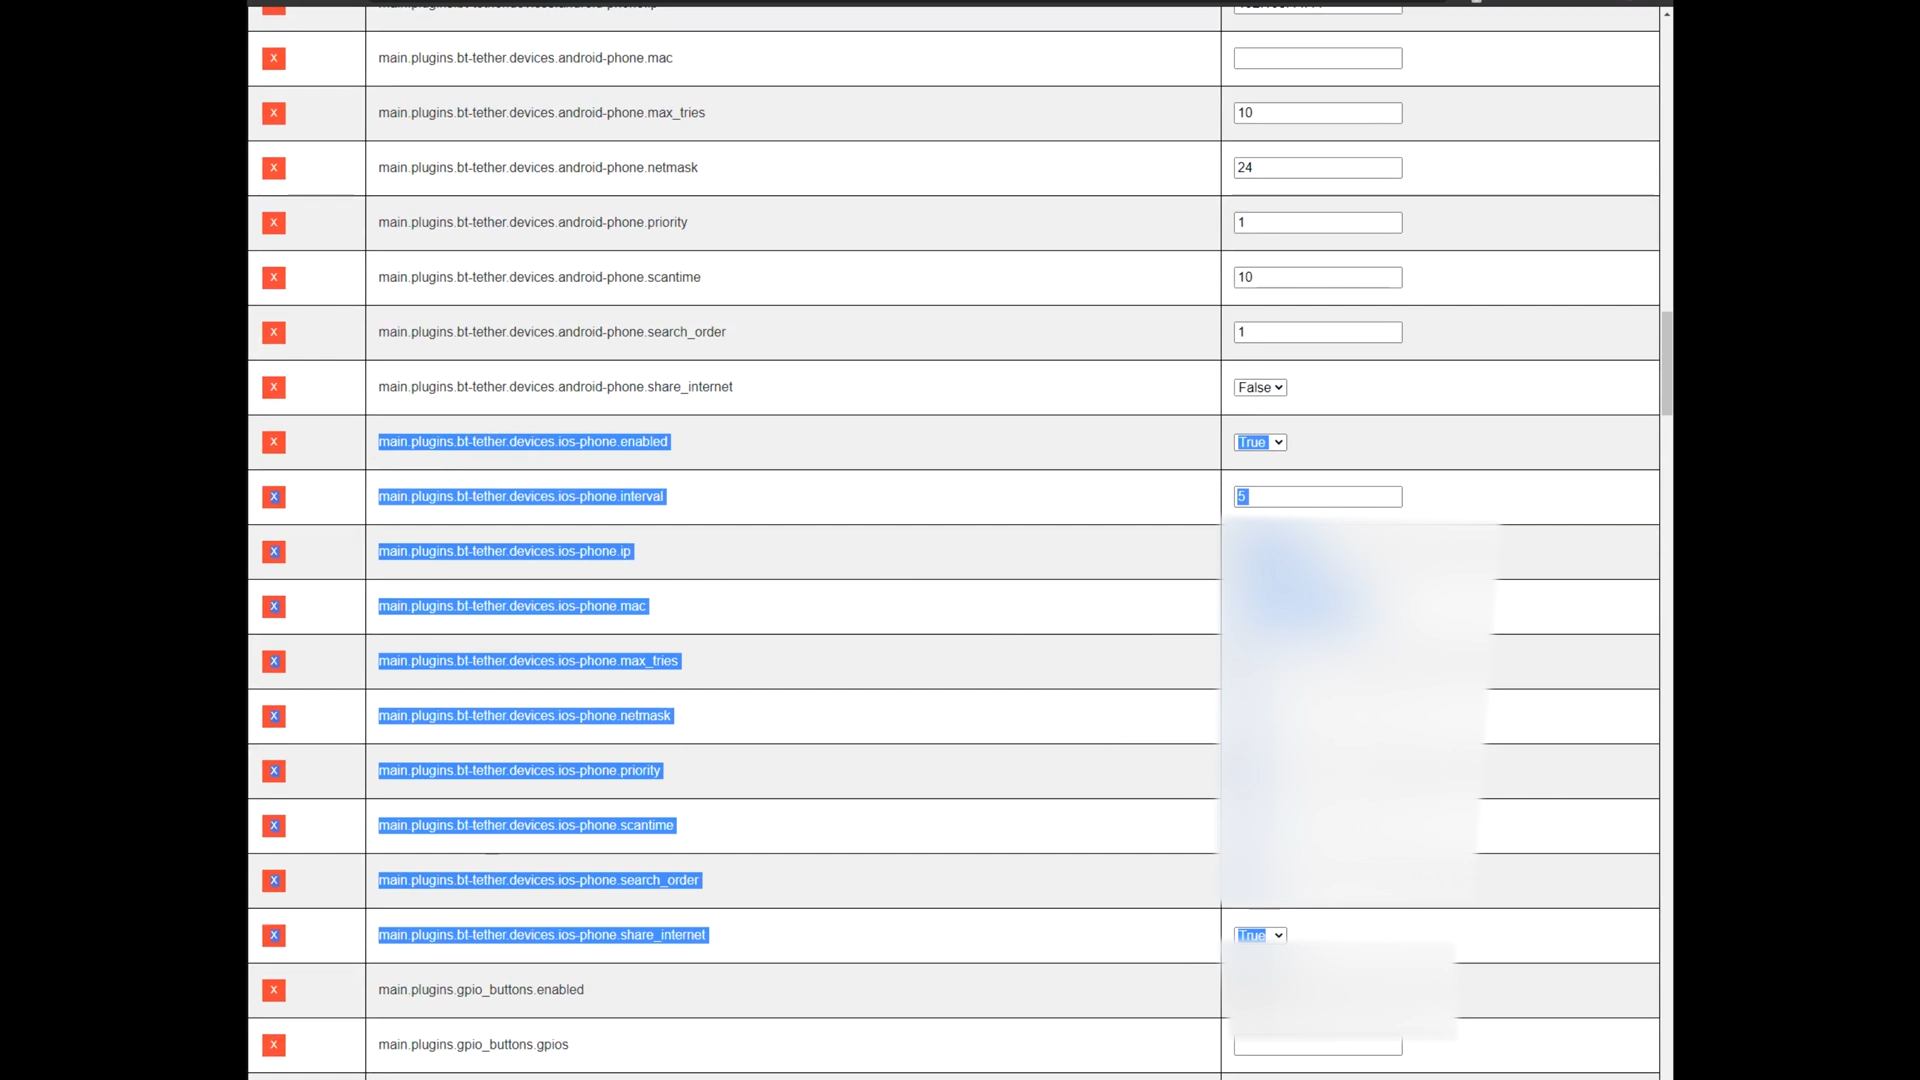 X main.plugins.bt-tether.devices.android-phone.mac
X main.plugins.bt-tether.devices.android-phone.max_tries 10
X main.plugins.bt-tether.devices.android-phone.netmask 24
X main.plugins.bt-tether.devices.android-phone.priority 1
X main.plugins.bt-tether.devices.android-phone.scantime 10
X main.plugins.bt-tether.devices.android-phone.search_order 1
X main.plugins.bt-tether.devices.android-phone.share_internet False
X main.plugins.bt-tether.devices.ios-phone.enabled True
X main.plugins.bt-tether.devices.ios-phone.interval 5
X main.plugins.bt-tether.devices.ios-phone.ip
X main.plugins.bt-tether.devices.ios-phone.mac
X main.plugins.bt-tether.devices.ios-phone.max_tries
X main.plugins.bt-tether.devices.ios-phone.netmask
X main.plugins.bt-tether.devices.ios-phone.priority
X main.plugins.bt-tether.devices.ios-phone.scantime
X main.plugins.bt-tether.devices.ios-phone.search_order
X main.plugins.bt-tether.devices.ios-phone.share_internet True
X main.plugins.gpio_buttons.enabled
X main.plugins.gpio_buttons.gpios